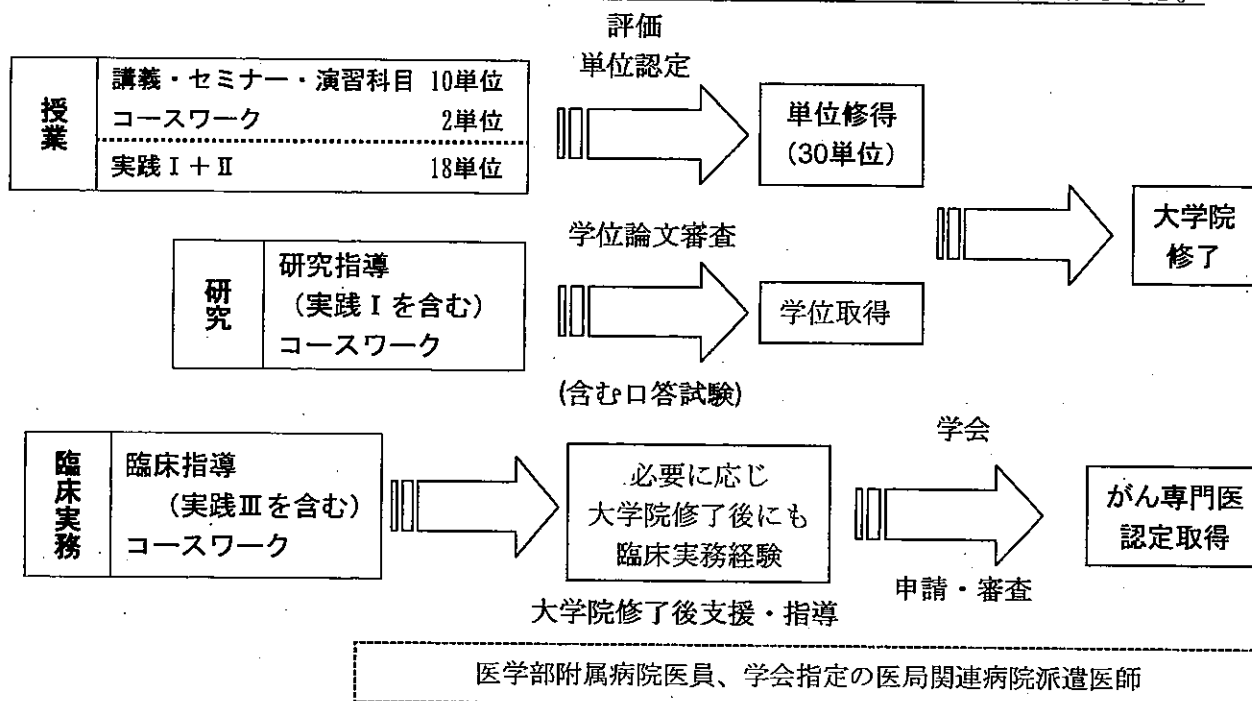 評価
単位認定
授業
講義・セミナー・演習科目 10単位
コースワーク 2単位
実践Ⅰ+Ⅱ 18単位
単位修得
(30単位)
大学院
修了
学位論文審査
研究
研究指導
(実践Ⅰを含む)
コースワーク
学位取得
(含む口答試験)
学会
臨床実務
臨床指導
(実践Ⅲを含む)
コースワーク
必要に応じ
大学院修了後にも
臨床実務経験
がん専門医
認定取得
申請・審査
大学院修了後支援・指導
医学部附属病院医員、学会指定の医局関連病院派遣医師